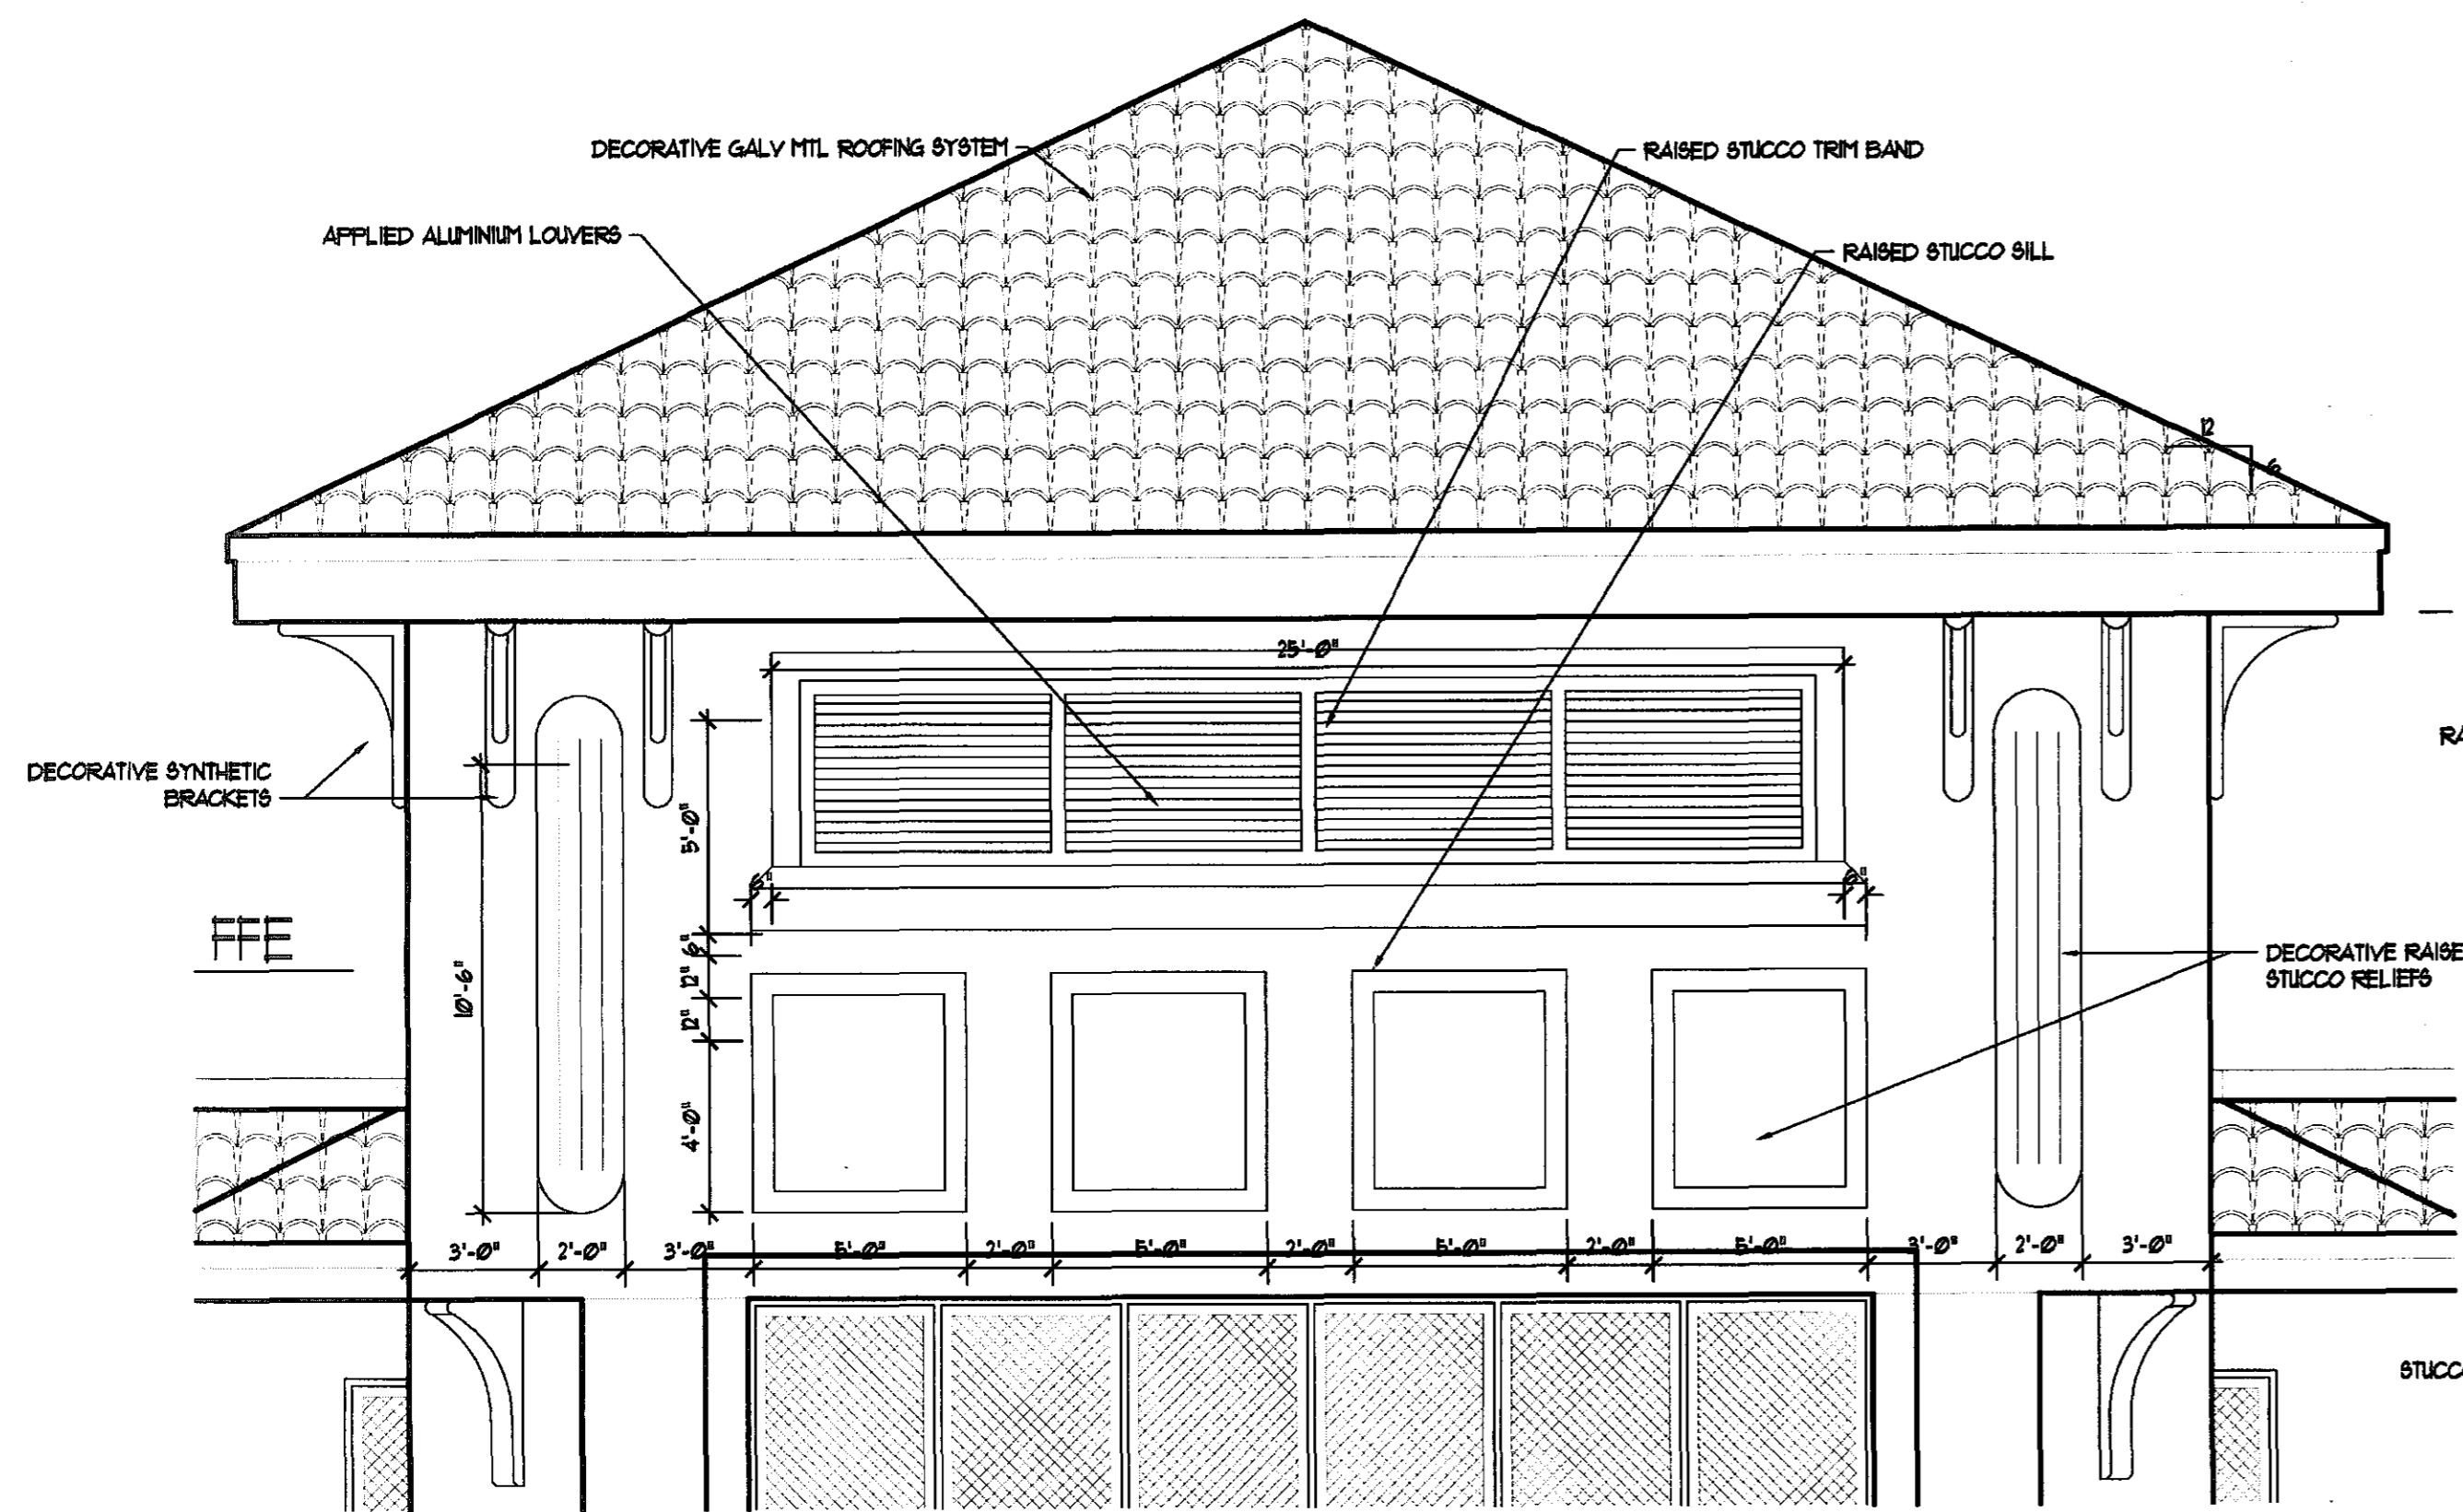 DECORATIVE GALV MTL ROOFING SYSTEM
RAISED STUCCO TRIM BAND
APPLIED ALUMINIUM LOUVERS
RAISED STUCCO SILL
12
6
25'-0"
RA
DECORATIVE SYNTHETIC
BRACKETS
5'-0"
6"
6"
FFE
10'-6"
6"
12"
12"
4'-0"
DECORATIVE RAISE
STUCCO RELIEFS
3'-0" 2'-0" 3'-0" 5'-0" 2'-0" 5'-0" 2'-0" 5'-0" 2'-0" 5'-0" 3'-0" 2'-0" 3'-0"
STUCC